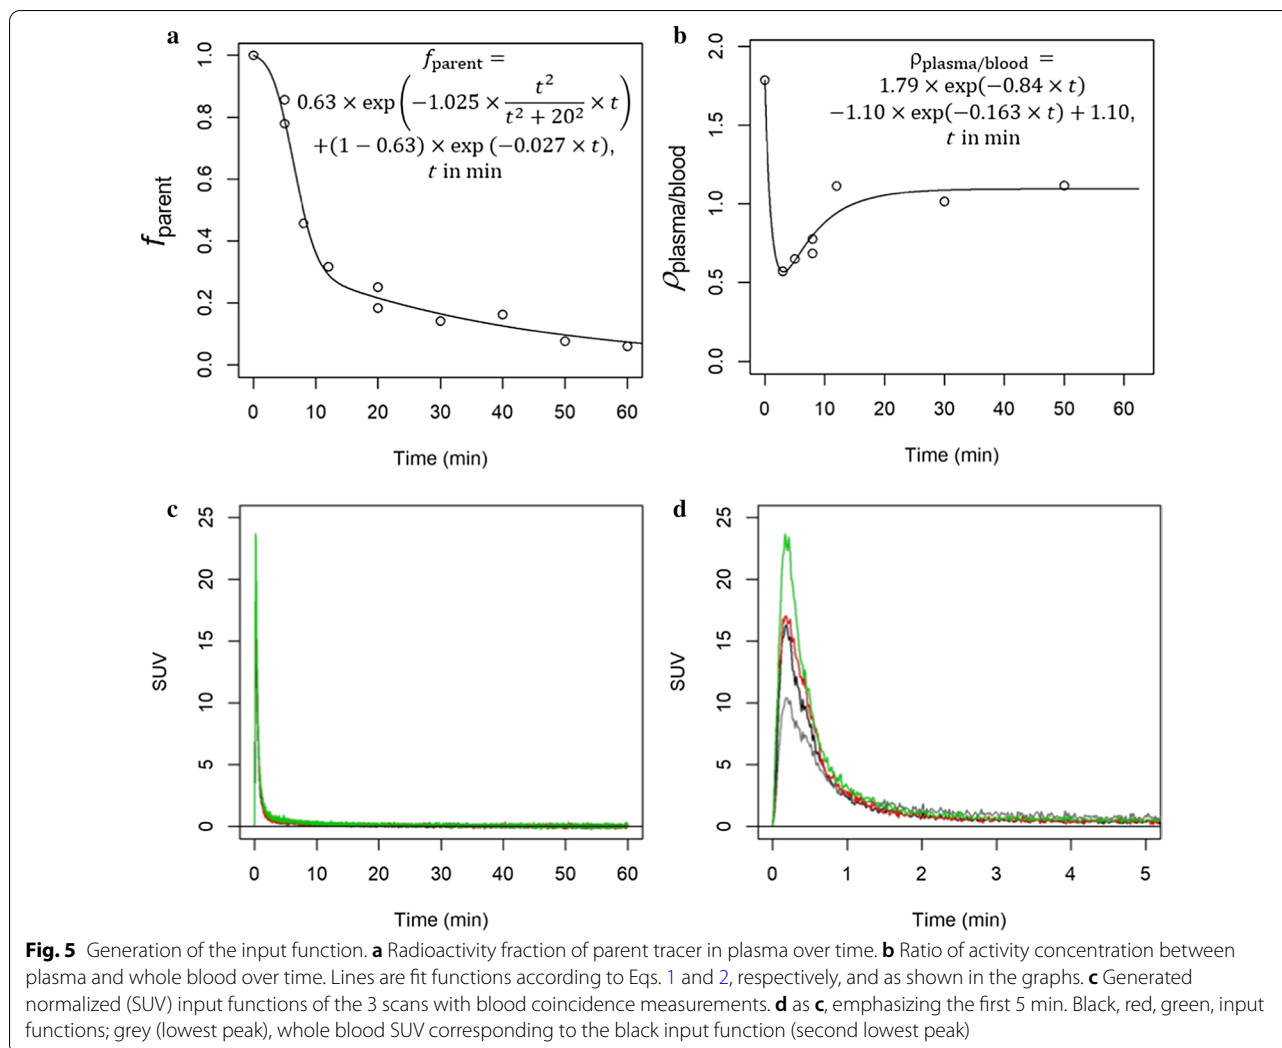 a
f_parent =
0.63 × exp(−1.025 × t²/(t² + 20²) × t)
+(1 − 0.63) × exp (−0.027 × t),
t in min
f_parent
1.0
0.8
0.6
0.4
0.2
0.0
0 10 20 30 40 50 60
Time (min)
b
ρ_plasma/blood =
1.79 × exp(−0.84 × t)
−1.10 × exp(−0.163 × t) + 1.10,
t in min
ρ_plasma/blood
2.0
1.5
1.0
0.5
0.0
0 10 20 30 40 50 60
Time (min)
c
SUV
25
20
15
10
5
0
0 10 20 30 40 50 60
Time (min)
d
SUV
25
20
15
10
5
0
0 1 2 3 4 5
Time (min)
Fig. 5 Generation of the input function. a Radioactivity fraction of parent tracer in plasma over time. b Ratio of activity concentration between
plasma and whole blood over time. Lines are fit functions according to Eqs. 1 and 2, respectively, and as shown in the graphs. c Generated
normalized (SUV) input functions of the 3 scans with blood coincidence measurements. d as c, emphasizing the first 5 min. Black, red, green, input
functions; grey (lowest peak), whole blood SUV corresponding to the black input function (second lowest peak)